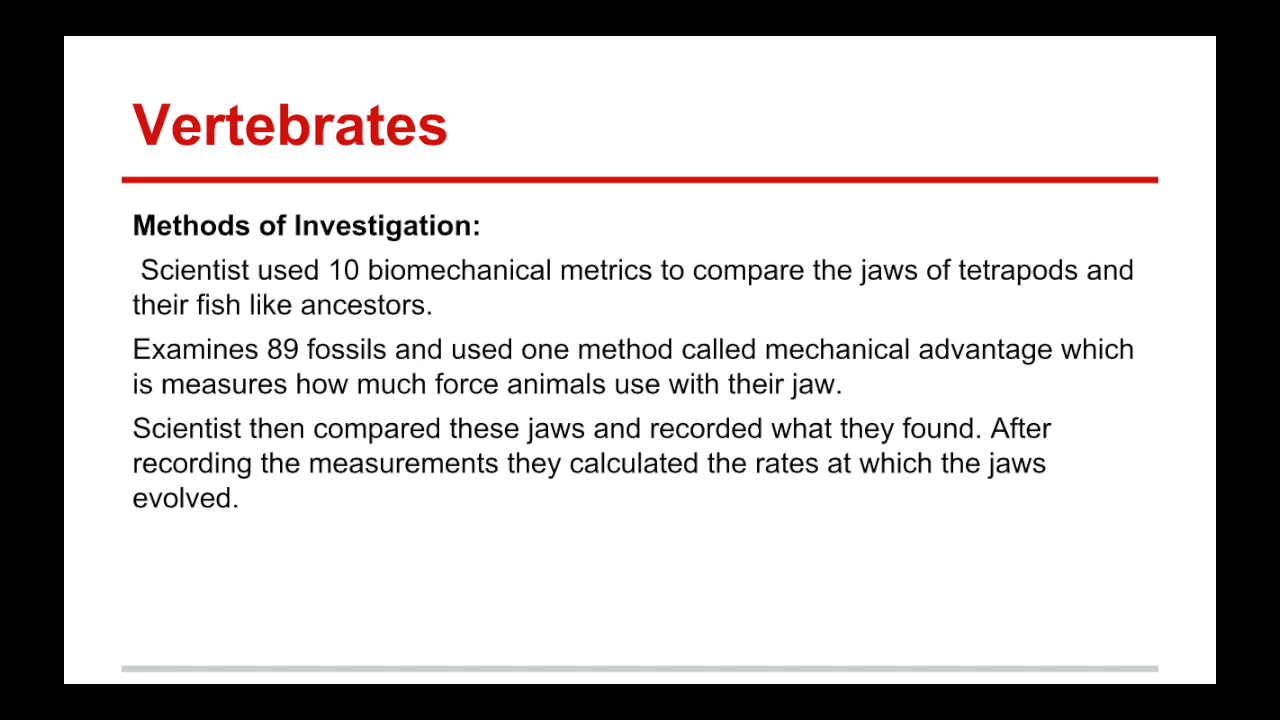 Vertebrates
Methods of Investigation:
Scientist used 10 biomechanical metrics to compare the jaws of tetrapods and
their fish like ancestors.
Examines 89 fossils and used one method called mechanical advantage which
is measures how much force animals use with their jaw.
Scientist then compared these jaws and recorded what they found. After
recording the measurements they calculated the rates at which the jaws
evolved.